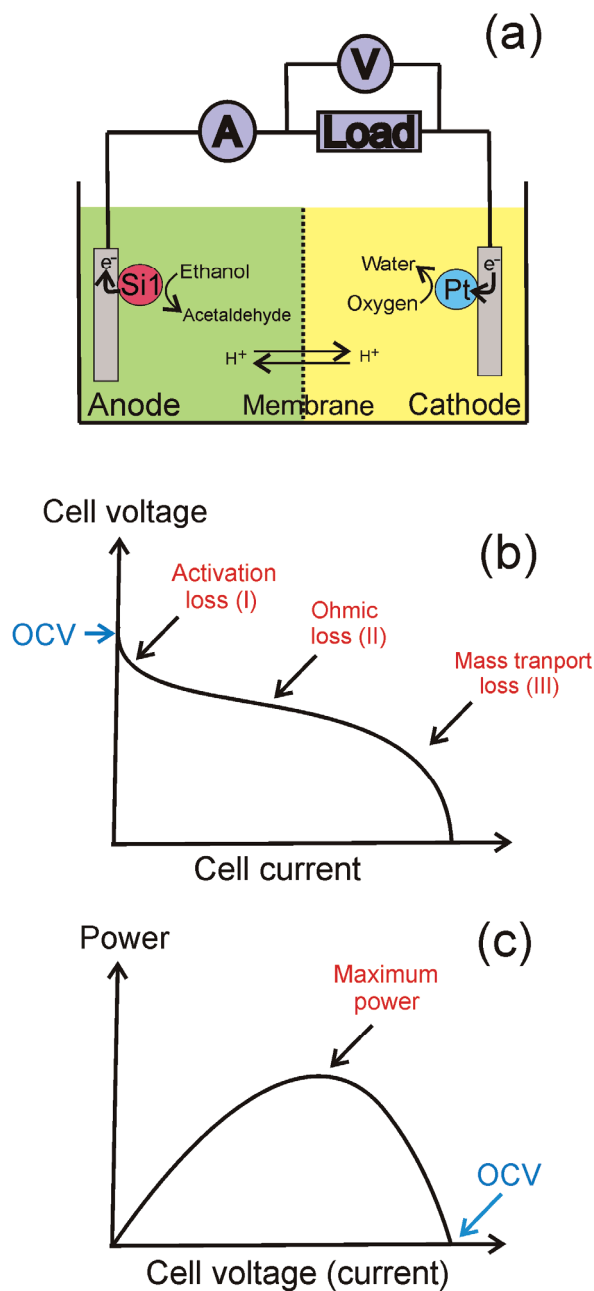 (a)
V
A
Load
e⁻
Si1
Ethanol
Acetaldehyde
Water
Oxygen
Pt
e⁻
H⁺
H⁺
Anode
Membrane
Cathode
Cell voltage
(b)
Activation
loss (I)
OCV
Ohmic
loss (II)
Mass tranport
loss (III)
Cell current
Power
(c)
Maximum
power
OCV
Cell voltage (current)